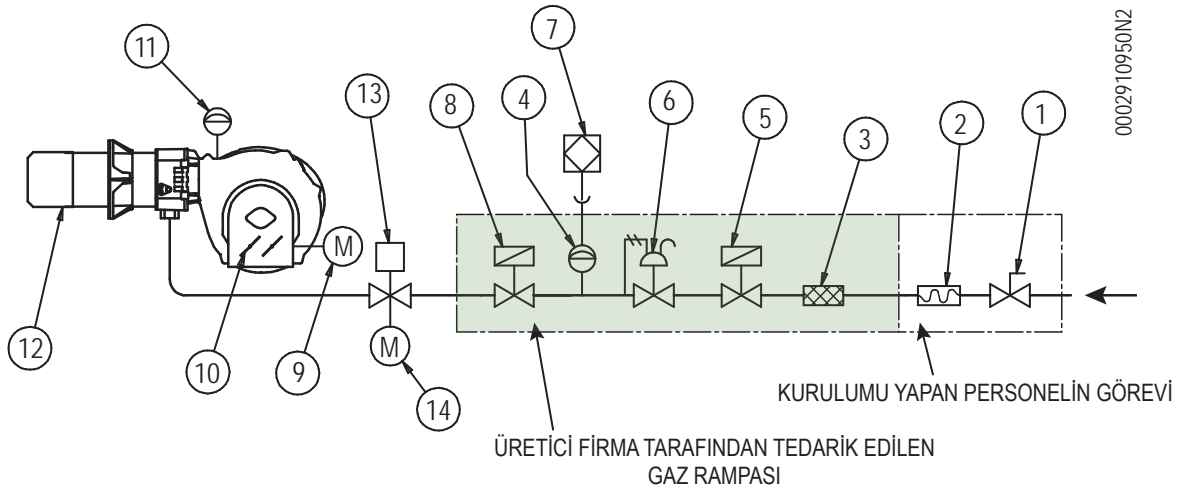 11
7
13
8
4
6
5
3
2
1
0002910950N2
M
12
10
9
M
14
KURULUMU YAPAN PERSONELİN GÖREVİ
ÜRETİCİ FİRMA TARAFINDAN TEDARİK EDİLEN
GAZ RAMPASI